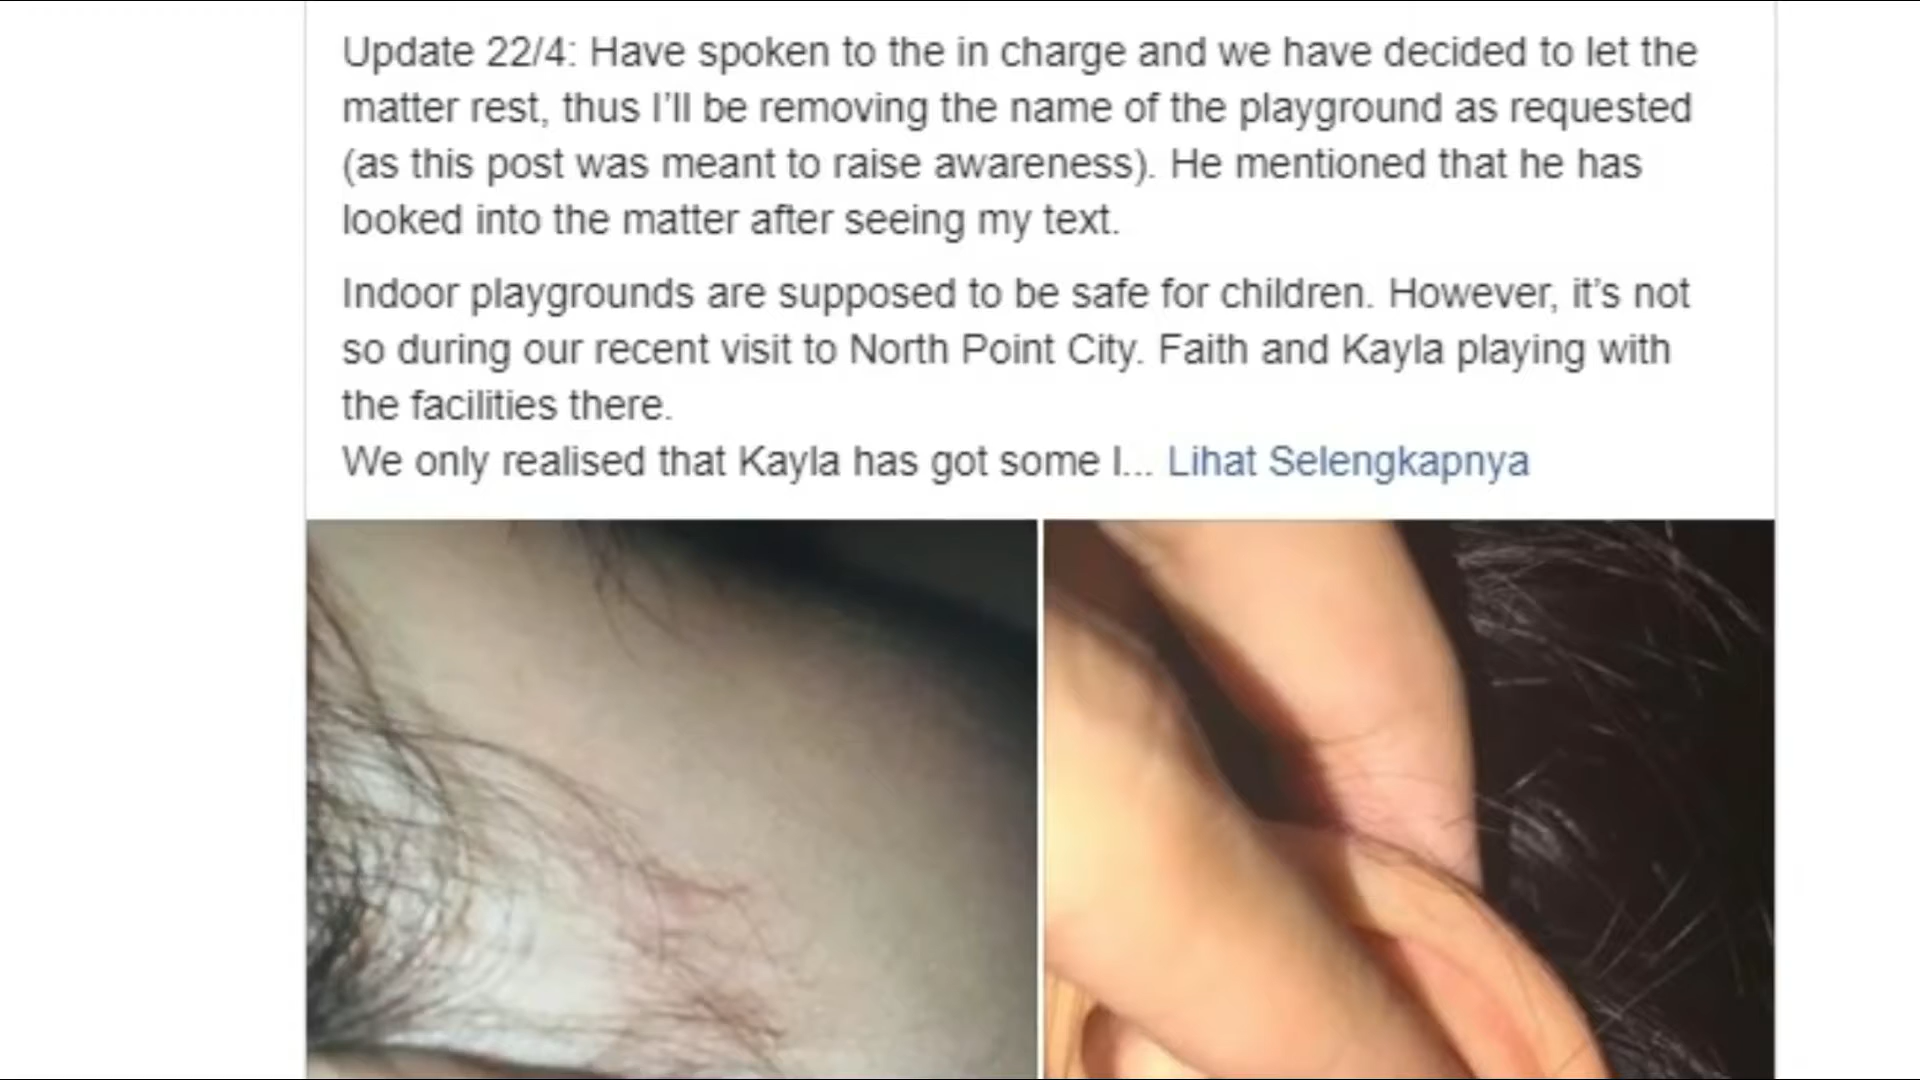 Update 22/4: Have spoken to the in charge and we have decided to let the
matter rest, thus I’ll be removing the name of the playground as requested
(as this post was meant to raise awareness). He mentioned that he has
looked into the matter after seeing my text.
Indoor playgrounds are supposed to be safe for children. However, it’s not
so during our recent visit to North Point City. Faith and Kayla playing with
the facilities there.
We only realised that Kayla has got some l... Lihat Selengkapnya